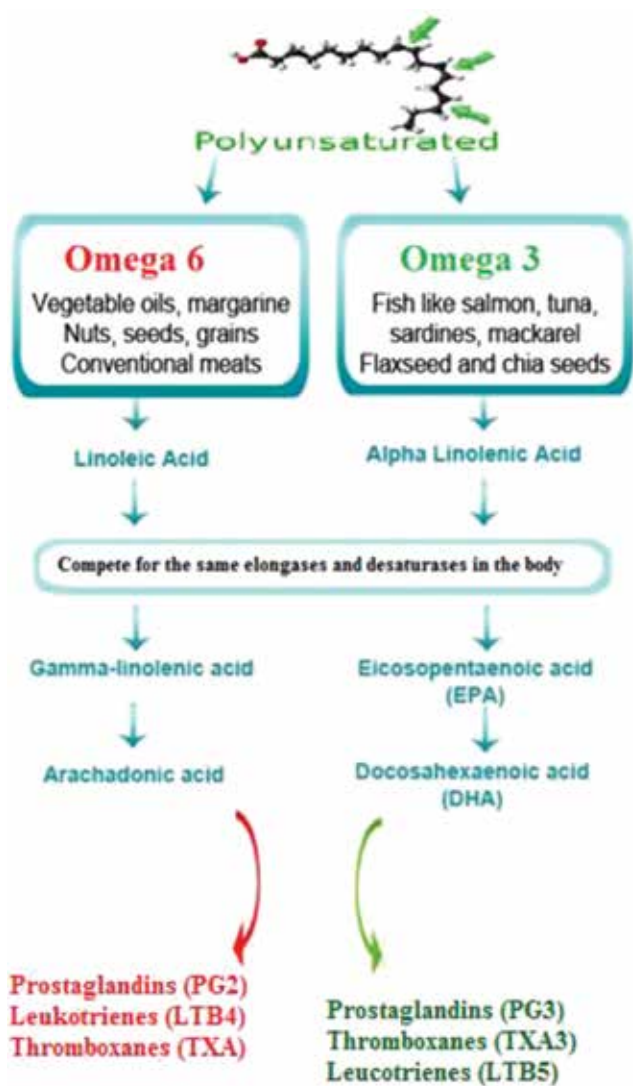 Polyunsaturated
Omega 6
Vegetable oils, margarine
Nuts, seeds, grains
Conventional meats
Omega 3
Fish like salmon, tuna,
sardines, mackarel
Flaxseed and chia seeds
Linoleic Acid
Alpha Linolenic Acid
Compete for the same elongases and desaturases in the body
Gamma-linolenic acid
Eicosopentaenoic acid
(EPA)
Arachadonic acid
Docosahexaenoic acid
(DHA)
Prostaglandins (PG2)
Leukotrienes (LTB4)
Thromboxanes (TXA)
Prostaglandins (PG3)
Thromboxanes (TXA3)
Leucotrienes (LTB5)